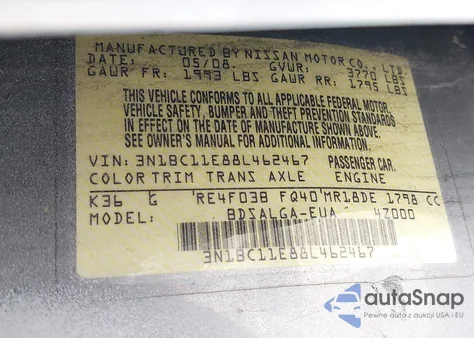 MANUFACTURED BY NISSAN MOTOR CO., LTD.
DATE: 05/08 GVWR: 3770 LBS
GAWR FR: 1993 LBS GAWR RR: 1795 LBS
THIS VEHICLE CONFORMS TO ALL APPLICABLE FEDERAL MOTOR
VEHICLE SAFETY, BUMPER AND THEFT PREVENTION STANDARDS
IN EFFECT ON THE DATE OF MANUFACTURE SHOWN ABOVE.
SEE OWNER'S MANUAL FOR ADDITIONAL INFORMATION.
VIN: 3N1BC11E88L462467 PASSENGER CAR.
COLOR TRIM TRANS AXLE ENGINE
K36 G RE4F03B FQ40 MR18DE 1798 CC
MODEL: BDSALGA-EUA 4Z000
3N1BC11E88L462467
autaSnap
Pewne auta z aukcji USA i EU